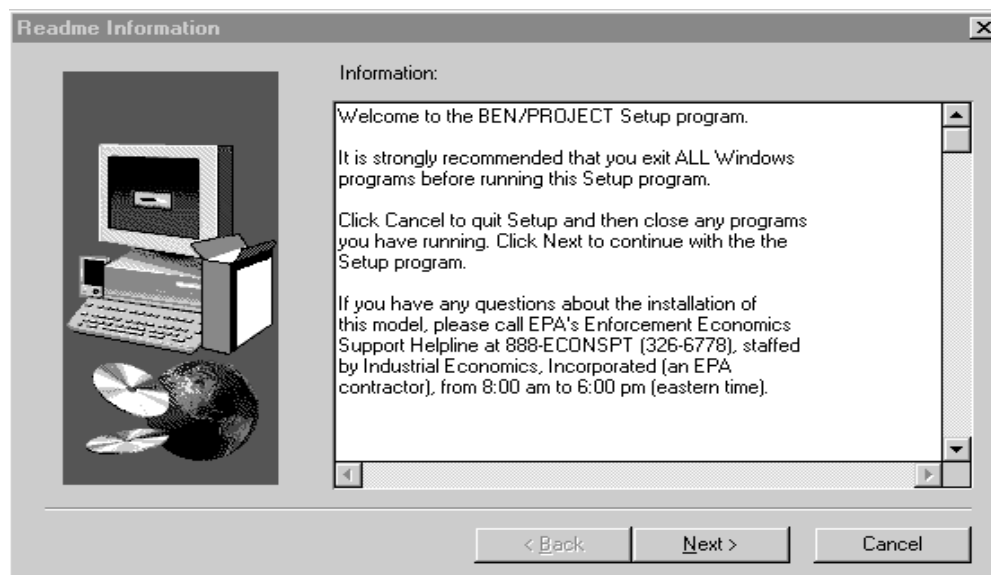 Readme Information
Information:
Welcome to the BEN/PROJECT Setup program.
It is strongly recommended that you exit ALL Windows
programs before running this Setup program.
Click Cancel to quit Setup and then close any programs
you have running. Click Next to continue with the the
Setup program.
If you have any questions about the installation of
this model, please call EPA's Enforcement Economics
Support Helpline at 888-ECONSPT (326-6778), staffed
by Industrial Economics, Incorporated (an EPA
contractor), from 8:00 am to 6:00 pm (eastern time).
< Back
Next >
Cancel